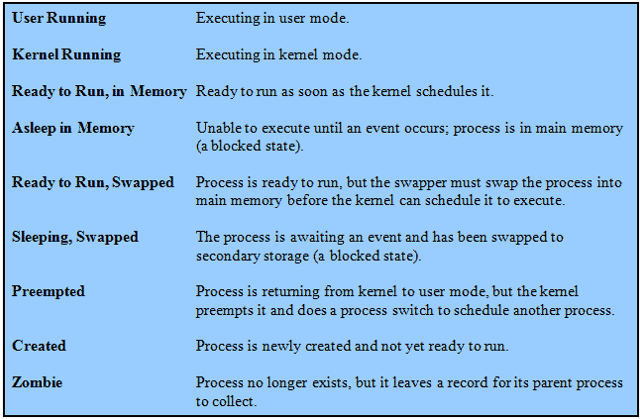 User Running Executing in user mode.
Kernel Running Executing in kernel mode.
Ready to Run, in Memory Ready to run as soon as the kernel schedules it.
Asleep in Memory Unable to execute until an event occurs; process is in main memory
(a blocked state).
Ready to Run, Swapped Process is ready to run, but the swapper must swap the process into
main memory before the kernel can schedule it to execute.
Sleeping, Swapped The process is awaiting an event and has been swapped to
secondary storage (a blocked state).
Preempted Process is returning from kernel to user mode, but the kernel
preempts it and does a process switch to schedule another process.
Created Process is newly created and not yet ready to run.
Zombie Process no longer exists, but it leaves a record for its parent process
to collect.